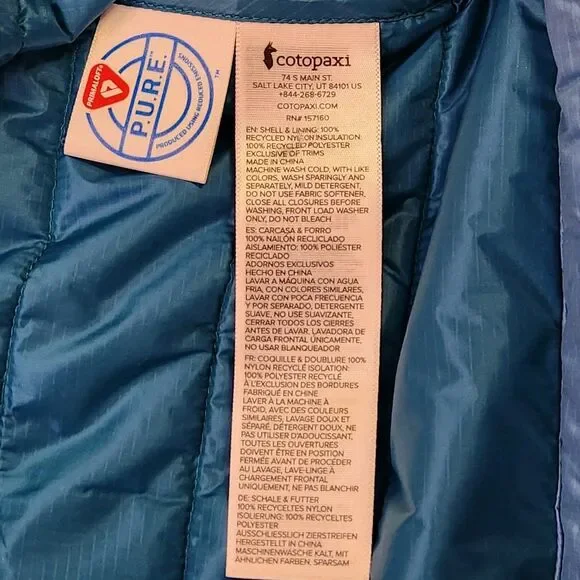 PRIMALOFT
P.U.R.E.™
PRODUCED USING REDUCED EMISSIONS
cotopaxi
74 S MAIN ST.
SALT LAKE CITY, UT 84101 US
+844-268-6729
COTOPAXI.COM
RN# 157160
EN: SHELL & LINING: 100%
RECYCLED NYLON INSULATION:
100% RECYCLED POLYESTER
EXCLUSIVE OF TRIMS
MADE IN CHINA
MACHINE WASH COLD, WITH LIKE
COLORS, WASH SPARINGLY AND
SEPARATELY, MILD DETERGENT,
DO NOT USE FABRIC SOFTENER,
CLOSE ALL CLOSURES BEFORE
WASHING, FRONT LOAD WASHER
ONLY, DO NOT BLEACH
ES: CARCASA & FORRO
100% NAILÓN RECICLADO
AISLAMIENTO: 100% POLIÉSTER
RECICLADO
ADORNOS EXCLUSIVOS
HECHO EN CHINA
LAVAR A MÁQUINA CON AGUA
FRIA, CON COLORES SIMILARES,
LAVAR CON POCA FRECUENCIA
Y POR SEPARADO, DETERGENTE
SUAVE, NO USE SUAVIZANTE,
CERRAR TODOS LOS CIERRES
ANTES DE LAVAR, LAVADORA DE
CARGA FRONTAL ÚNICAMENTE,
NO USAR BLANQUEADOR
FR: COQUILLE & DOUBLURE 100%
NYLON RECYCLÉ ISOLATION:
100% POLYESTER RECYCLÉ
À L'EXCLUSION DES BORDURES
FABRIQUÉ EN CHINE
LAVER À LA MACHINE À
FROID, AVEC DES COULEURS
SIMILAIRES, LAVAGE DOUX ET
SÉPARÉ, DÉTERGENT DOUX, NE
PAS UTILISER D'ADOUCISSANT,
TOUTES LES OUVERTURES
DOIVENT ÊTRE EN POSITION
FERMÉE AVANT DE PROCÉDER
AU LAVAGE, LAVE-LINGE À
CHARGEMENT FRONTAL
UNIQUEMENT, NE PAS BLANCHIR
DE: SCHALE & FUTTER
100% RECYCELTES NYLON
ISOLIERUNG: 100% RECYCELTES
POLYESTER
AUSSCHLIESSLICH ZIERSTREIFEN
HERGESTELLT IN CHINA
MASCHINENWÄSCHE KALT, MIT
ÄHNLICHEN FARBEN, SPARSAM